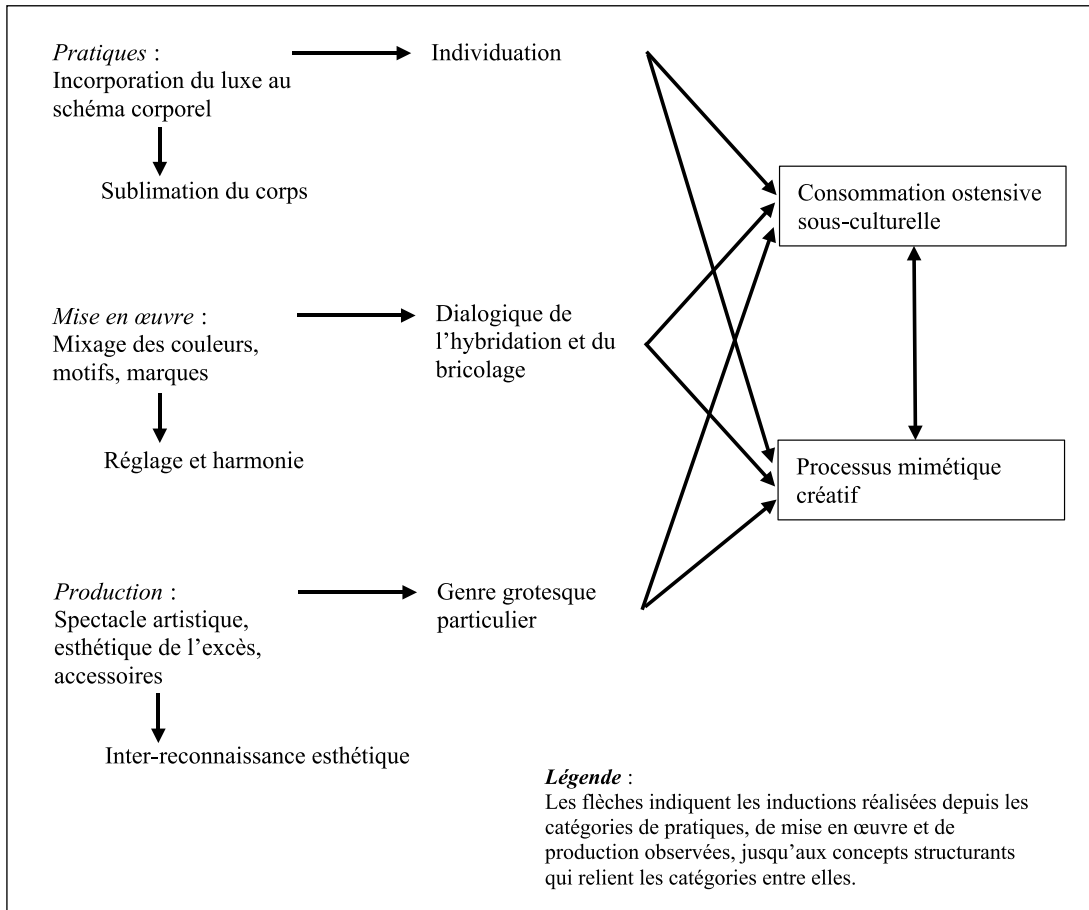 Pratiques :
Incorporation du luxe au
schéma corporel
Individuation
Sublimation du corps
Consommation ostensive
sous-culturelle
Mise en œuvre :
Mixage des couleurs,
motifs, marques
Dialogique de
l’hybridation et du
bricolage
Réglage et harmonie
Processus mimétique
créatif
Production :
Spectacle artistique,
esthétique de l’excès,
accessoires
Genre grotesque
particulier
Inter-reconnaissance esthétique
Légende :
Les flèches indiquent les inductions réalisées depuis les
catégories de pratiques, de mise en œuvre et de
production observées, jusqu’aux concepts structurants
qui relient les catégories entre elles.